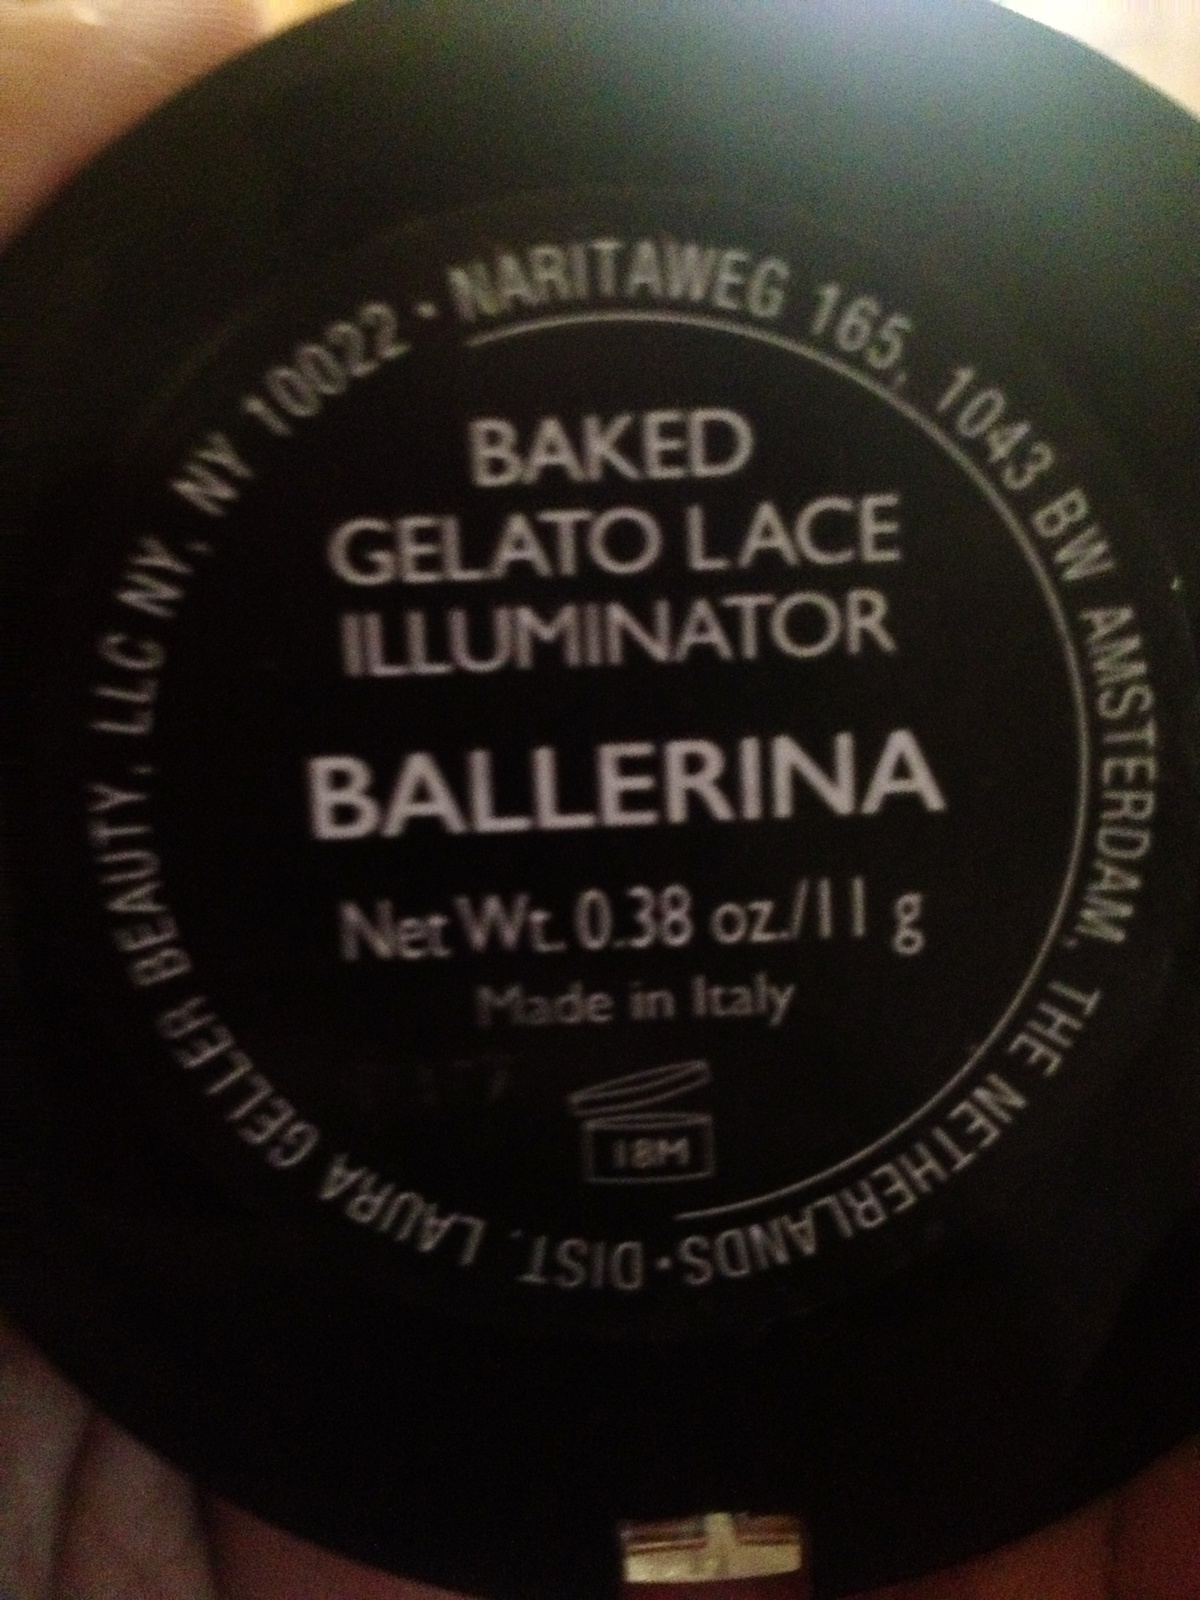 BAKED
GELATO LACE
ILLUMINATOR
BALLERINA
Net Wt. 0.38 oz./11 g
Made in Italy
18M
NARITAWEG 165, 1043 BW AMSTERDAM, THE NETHERLANDS • DIST. LAURA GELLER BEAUTY, LLC NY, NY 10022 •